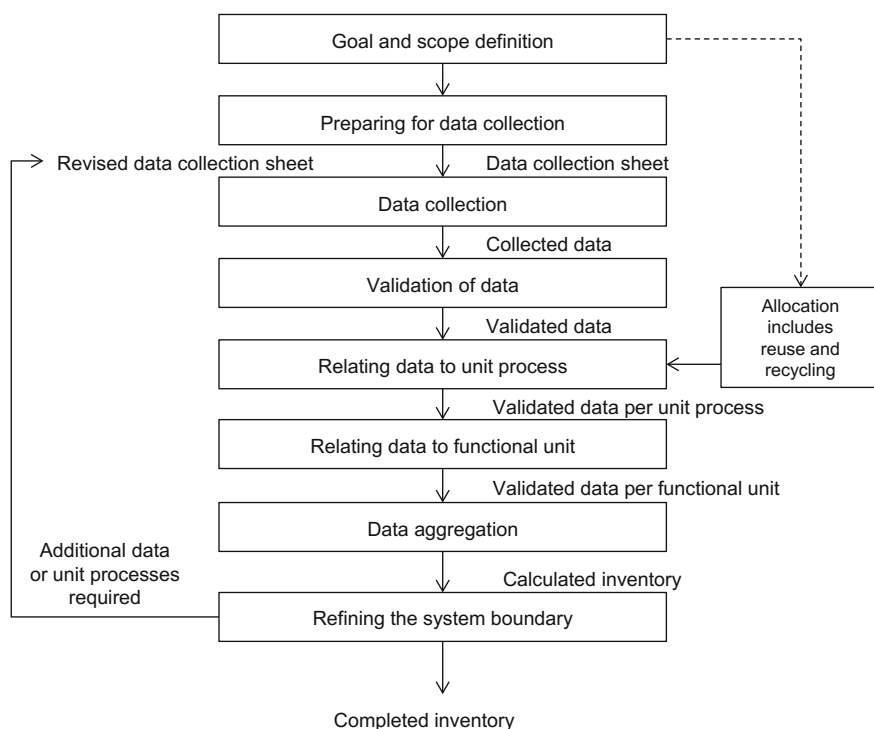 Goal and scope definition
Preparing for data collection
Revised data collection sheet
Data collection sheet
Data collection
Collected data
Validation of data
Validated data
Allocation
includes
reuse and
recycling
Relating data to unit process
Validated data per unit process
Relating data to functional unit
Validated data per functional unit
Data aggregation
Calculated inventory
Additional data
or unit processes
required
Refining the system boundary
Completed inventory